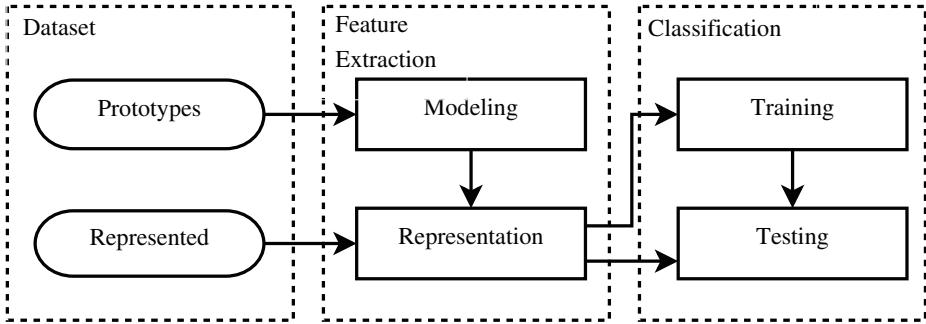 Dataset
Prototypes
Represented
Feature
Extraction
Modeling
Representation
Classification
Training
Testing